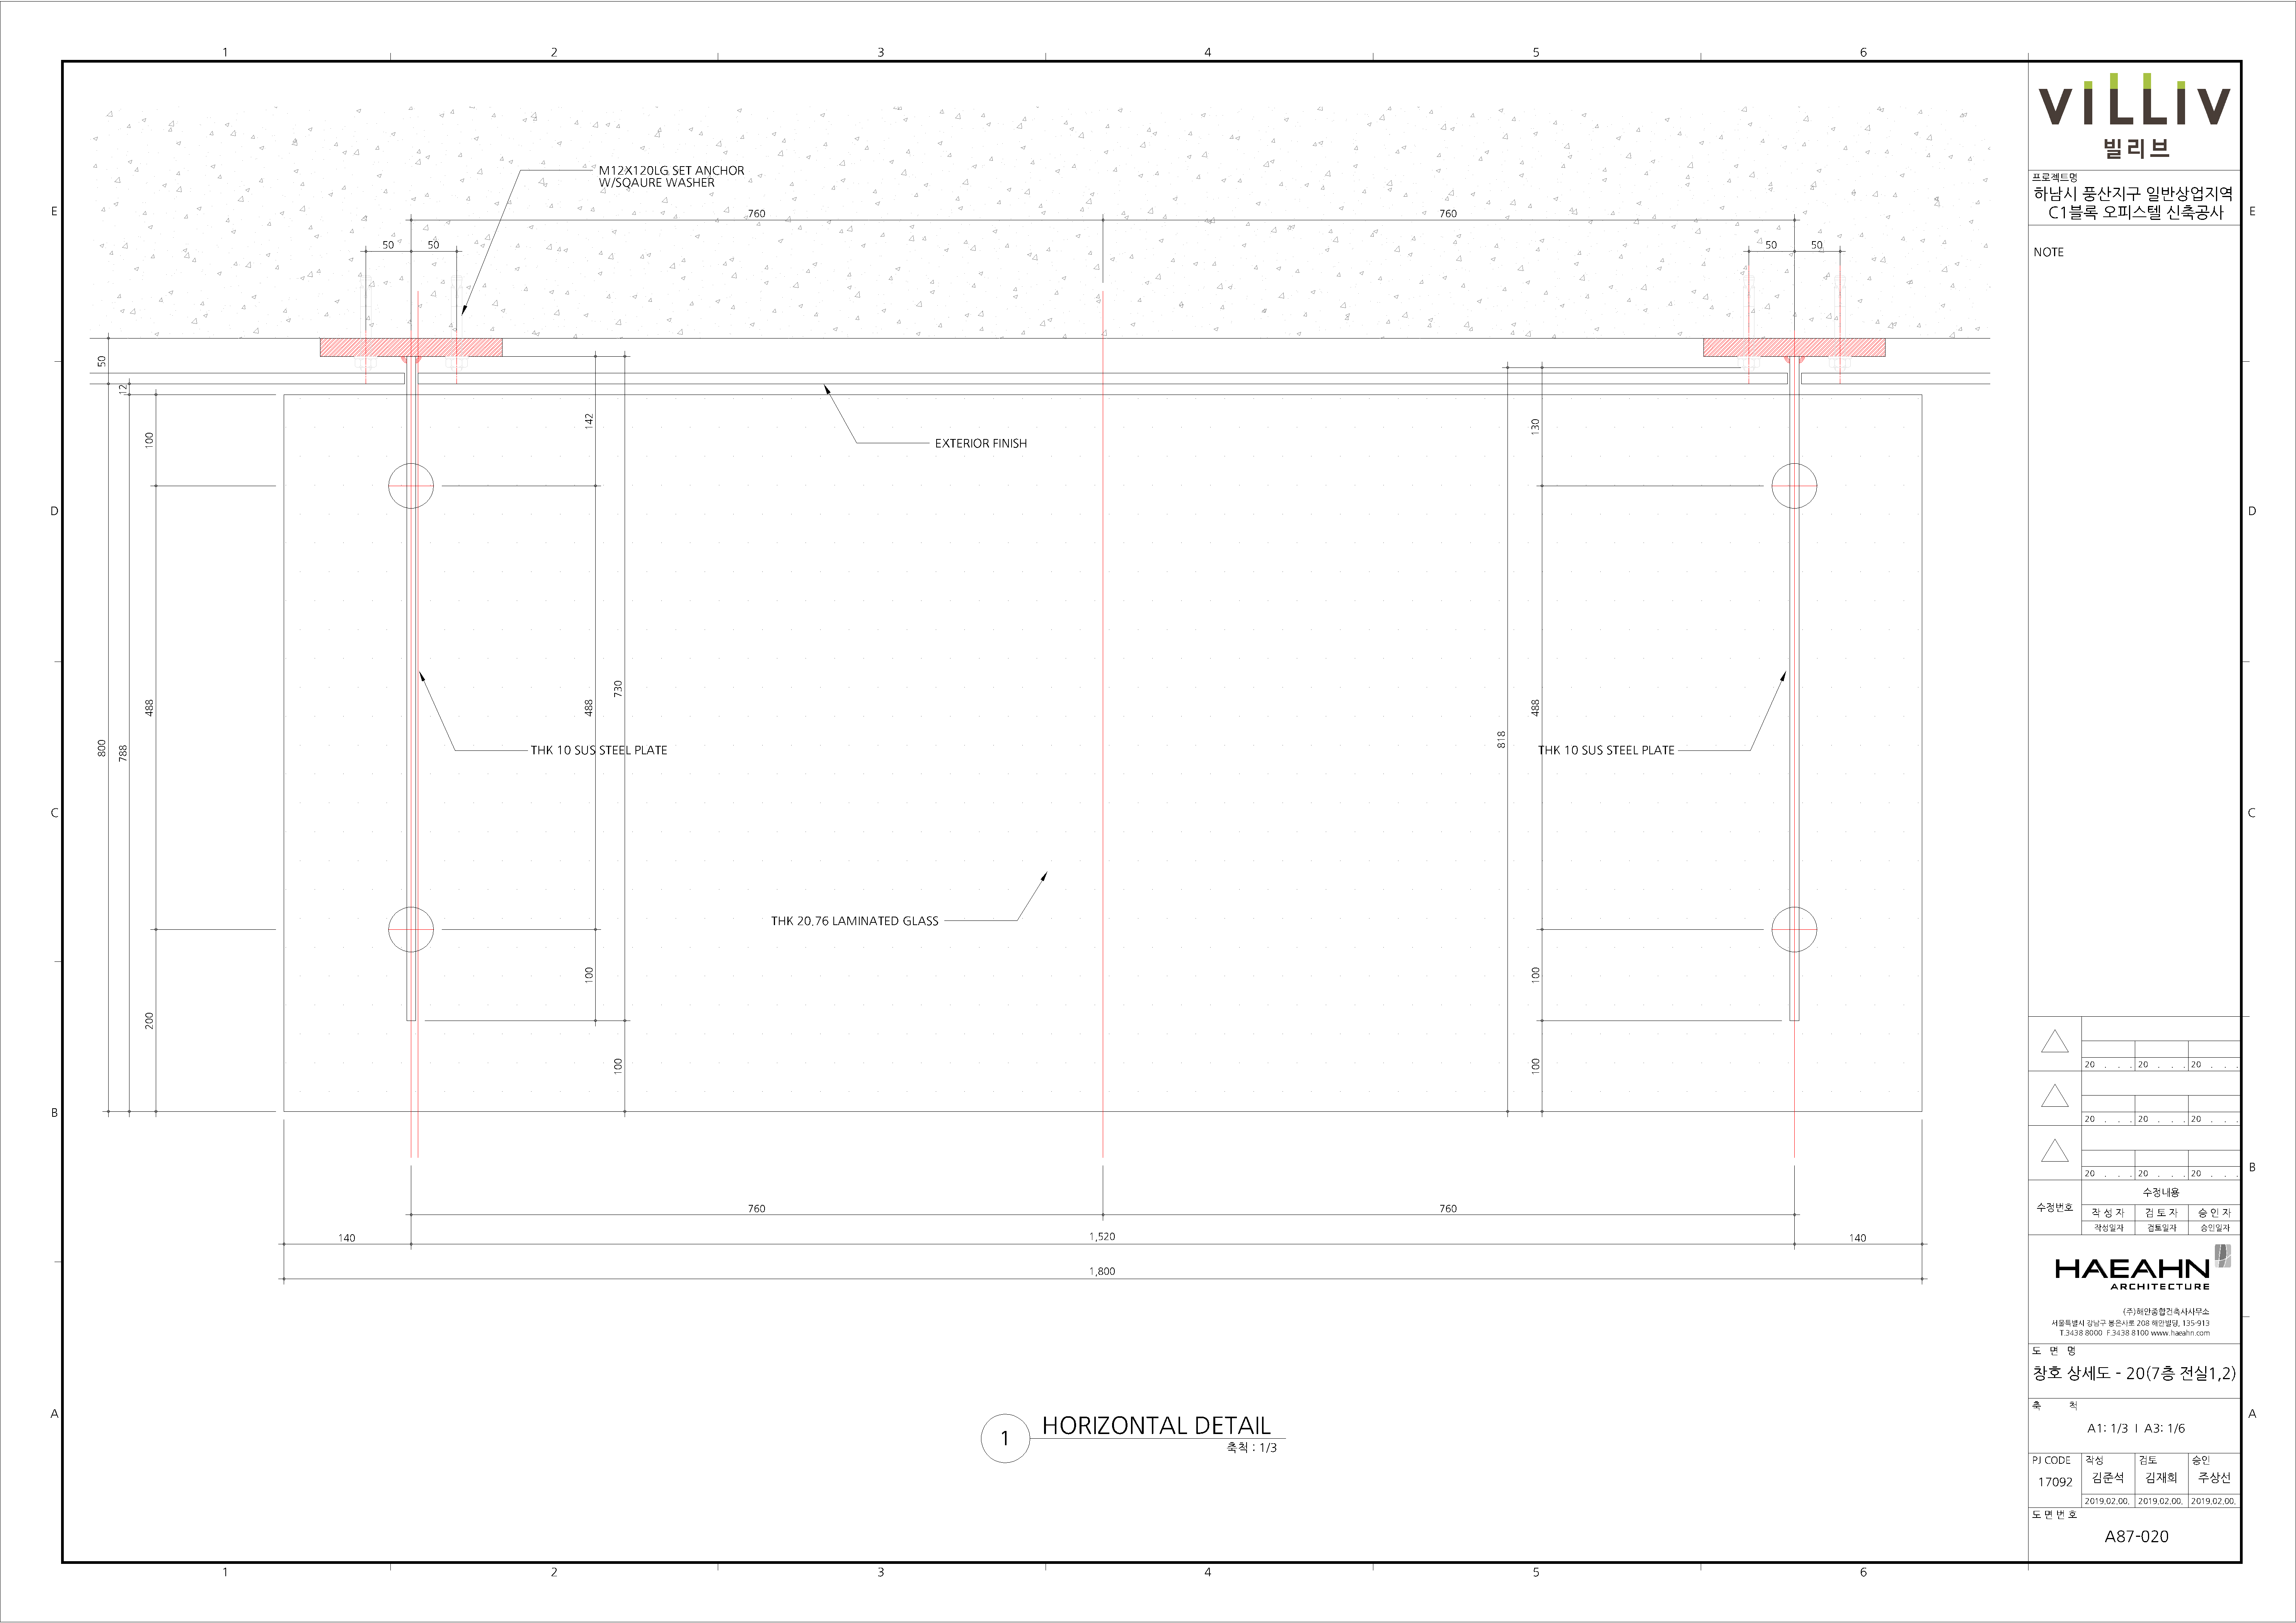 1 2 3 4 5 6
E
D
C
B
A
M12X120LG SET ANCHOR
W/SQAURE WASHER
760 760
50 50 50 50
50
12
100
142
130
EXTERIOR FINISH
488
488
730
488
800
788
818
THK 10 SUS STEEL PLATE
THK 10 SUS STEEL PLATE
THK 20.76 LAMINATED GLASS
100
100
200
100
100
760 760
140 1,520 140
1,800
1 HORIZONTAL DETAIL
축척 : 1/3
1 2 3 4 5 6
E
D
C
B
A
VILLIV
빌리브
프로젝트명
하남시 풍산지구 일반상업지역
C1블록 오피스텔 신축공사
NOTE
20 . . . 20 . . . 20 . . .
20 . . . 20 . . . 20 . . .
20 . . . 20 . . . 20 . . .
수정번호
수정내용
작 성 자 검 토 자 승 인 자
작성일자 검토일자 승인일자
HAEAHN
ARCHITECTURE
(주)해안종합건축사사무소
서울특별시 강남구 봉은사로 208 해안빌딩, 135-913
T.3438 8000 F.3438 8100 www.haeahn.com
도 면 명
창호 상세도 - 20(7층 전실1,2)
축 척
A1: 1/3 I A3: 1/6
PJ CODE 작성 검토 승인
17092 김준석 김재희 주상선
2019.02.00. 2019.02.00. 2019.02.00.
도 면 번 호
A87-020